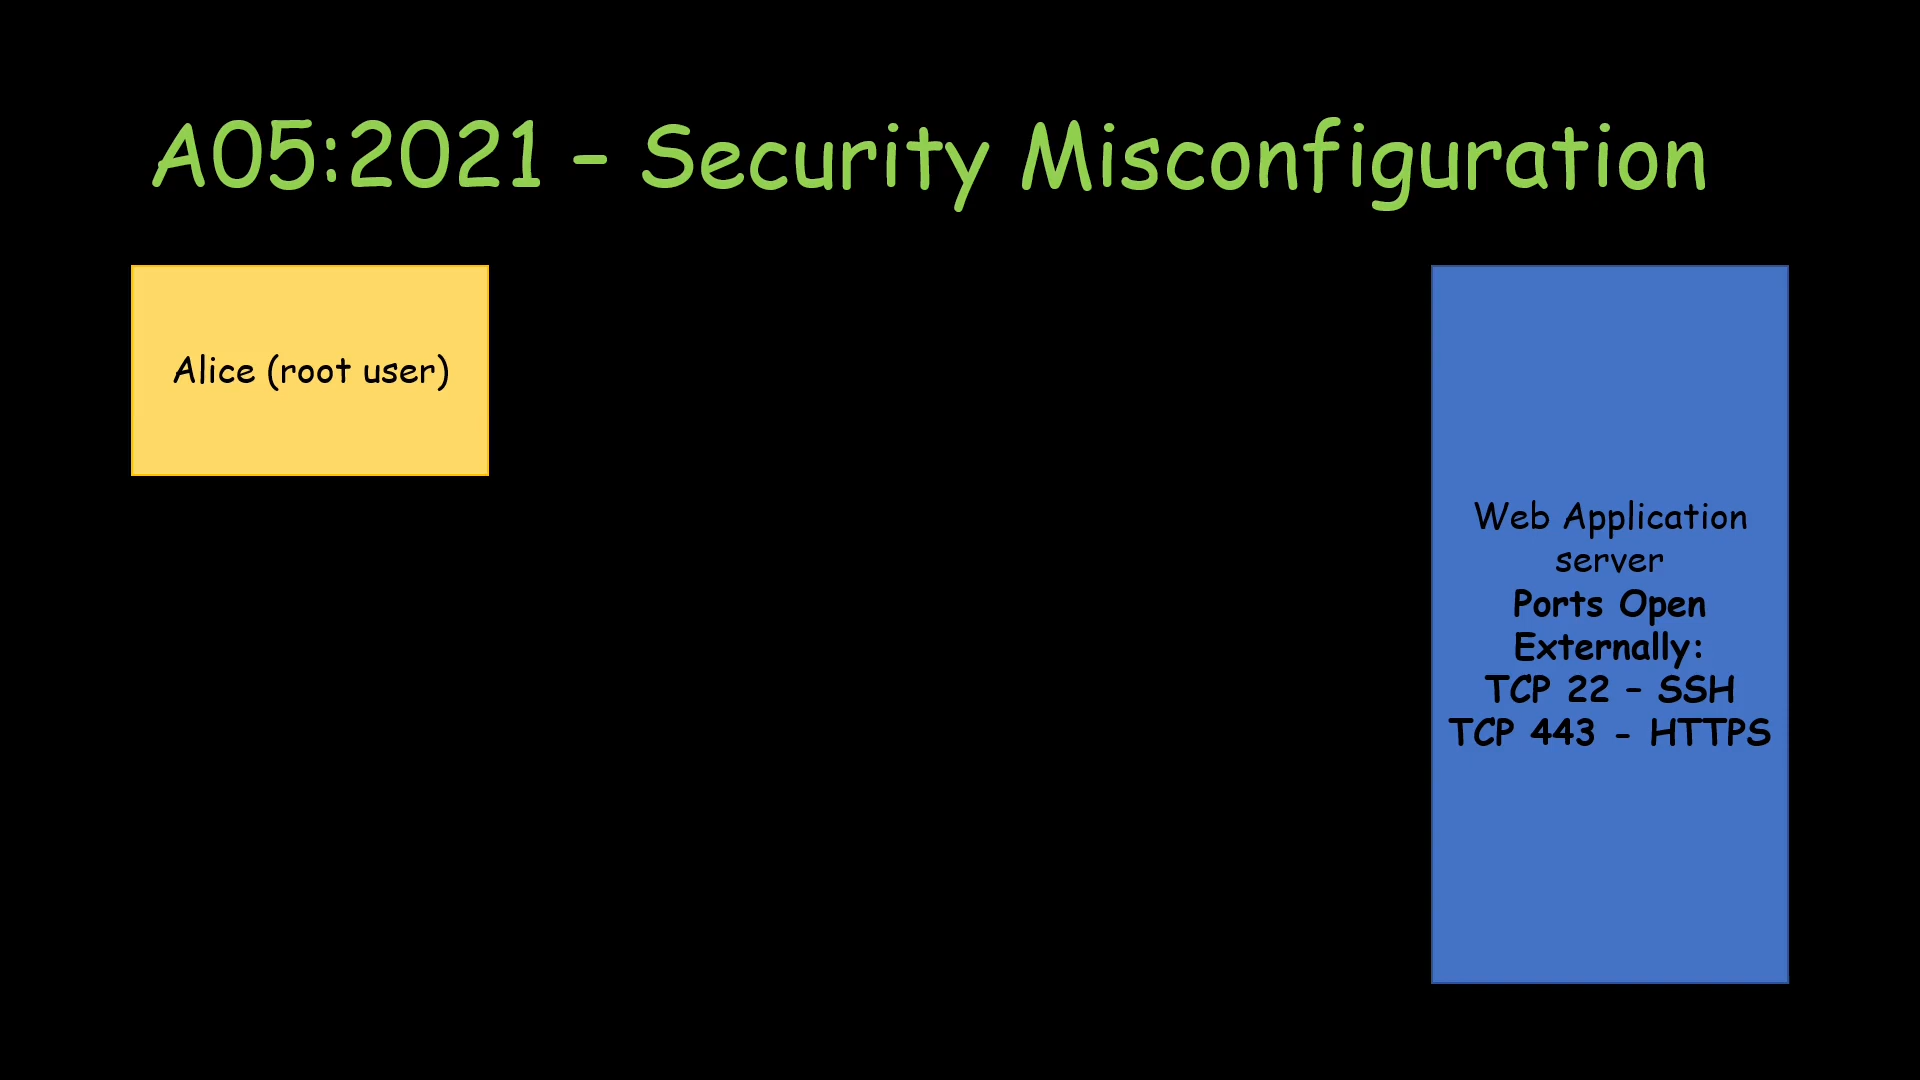 A05:2021 – Security Misconfiguration
Alice (root user)
Web Application
server
Ports Open
Externally:
TCP 22 – SSH
TCP 443 - HTTPS